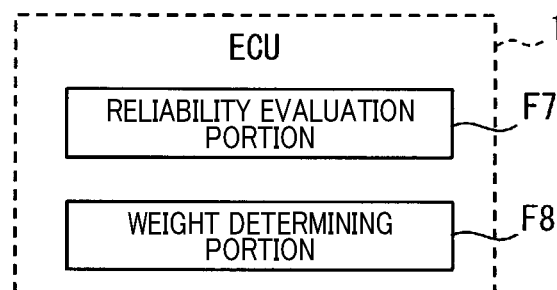 ECU
1
RELIABILITY EVALUATION
PORTION
F7
WEIGHT DETERMINING
PORTION
F8